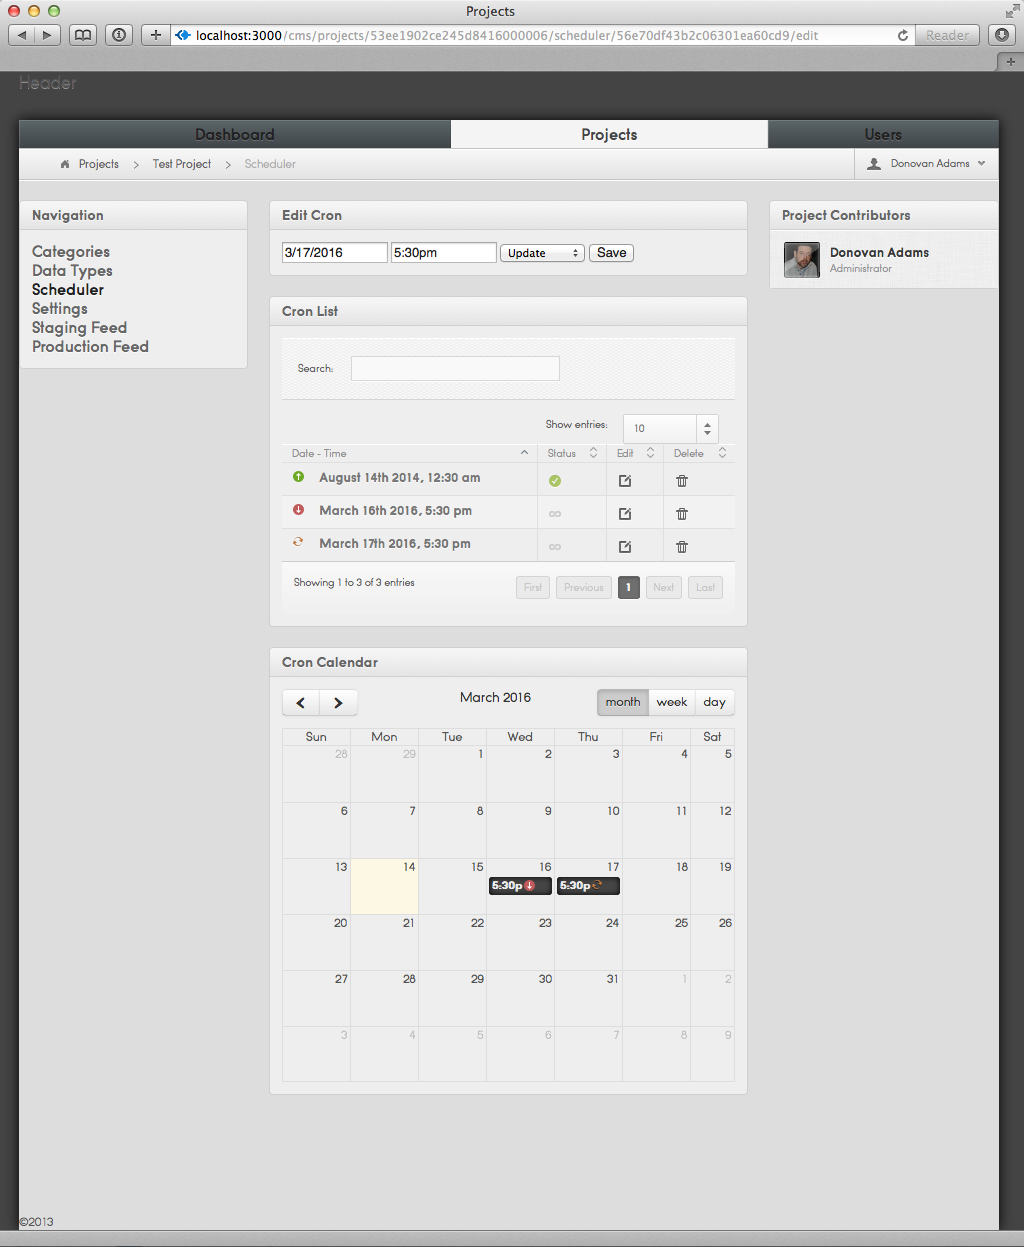 Projects
localhost:3000/cms/projects/53ee1902ce245d8416000006/scheduler/56e70df43b2c06301ea60cd9/edit
Reader
Header
Dashboard
Projects
Users
Projects > Test Project > Scheduler
Donovan Adams
Navigation
Categories
Data Types
Scheduler
Settings
Staging Feed
Production Feed
Edit Cron
3/17/2016 5:30pm Update Save
Cron List
Search:
Show entries: 10
Date - Time Status Edit Delete
August 14th 2014, 12:30 am
March 16th 2016, 5:30 pm
March 17th 2016, 5:30 pm
Showing 1 to 3 of 3 entries
First Previous 1 Next Last
Cron Calendar
March 2016
month week day
Sun Mon Tue Wed Thu Fri Sat
28 29 1 2 3 4 5
6 7 8 9 10 11 12
13 14 15 16 17 18 19
5:30p 5:30p
20 21 22 23 24 25 26
27 28 29 30 31 1 2
3 4 5 6 7 8 9
Project Contributors
Donovan Adams
Administrator
©2013